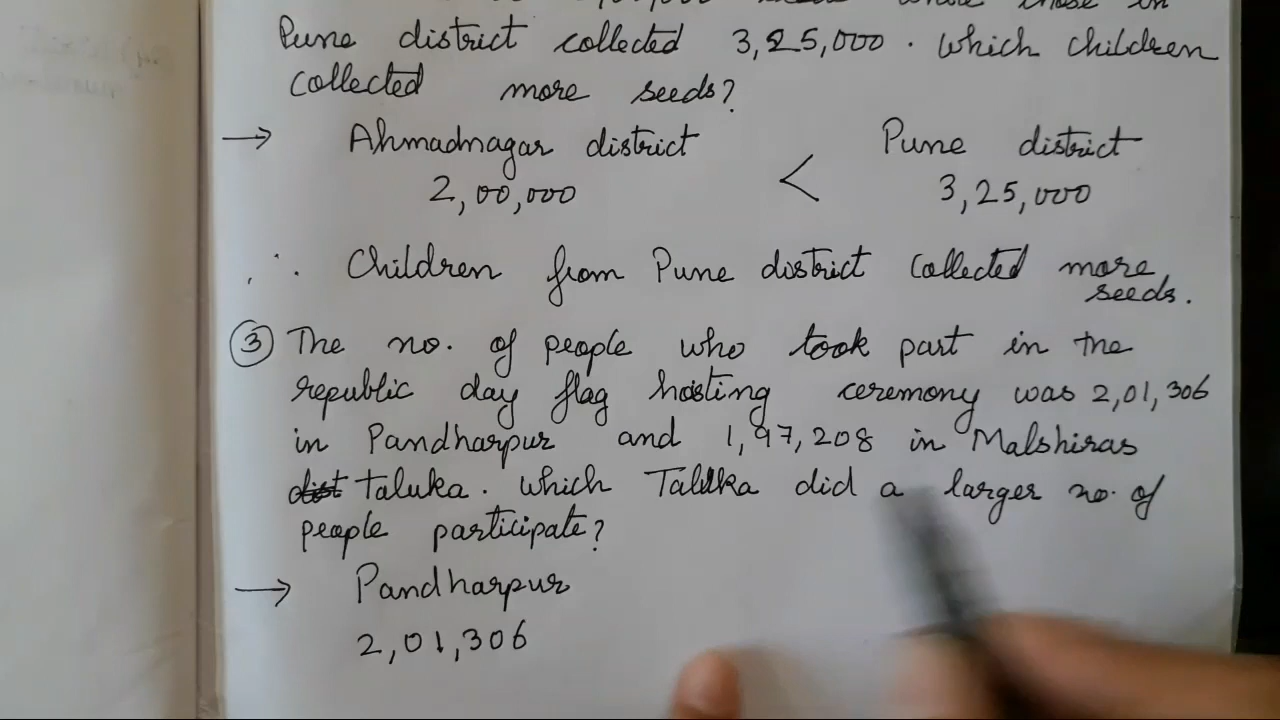 in
Pune district collected 3,25,000. Which children
collected more seeds?
→ Ahmadnagar district < Pune district
2,00,000 3,25,000
∴ Children from Pune district collected more
seeds.
③ The no. of people who took part in the
republic day flag hosting ceremony was 2,01,306
in Pandharpur and 1,97,208 in Malshiras
dist taluka. Which Taluka did a larger no. of
people participate?
→ Pandharpur
2,01,306